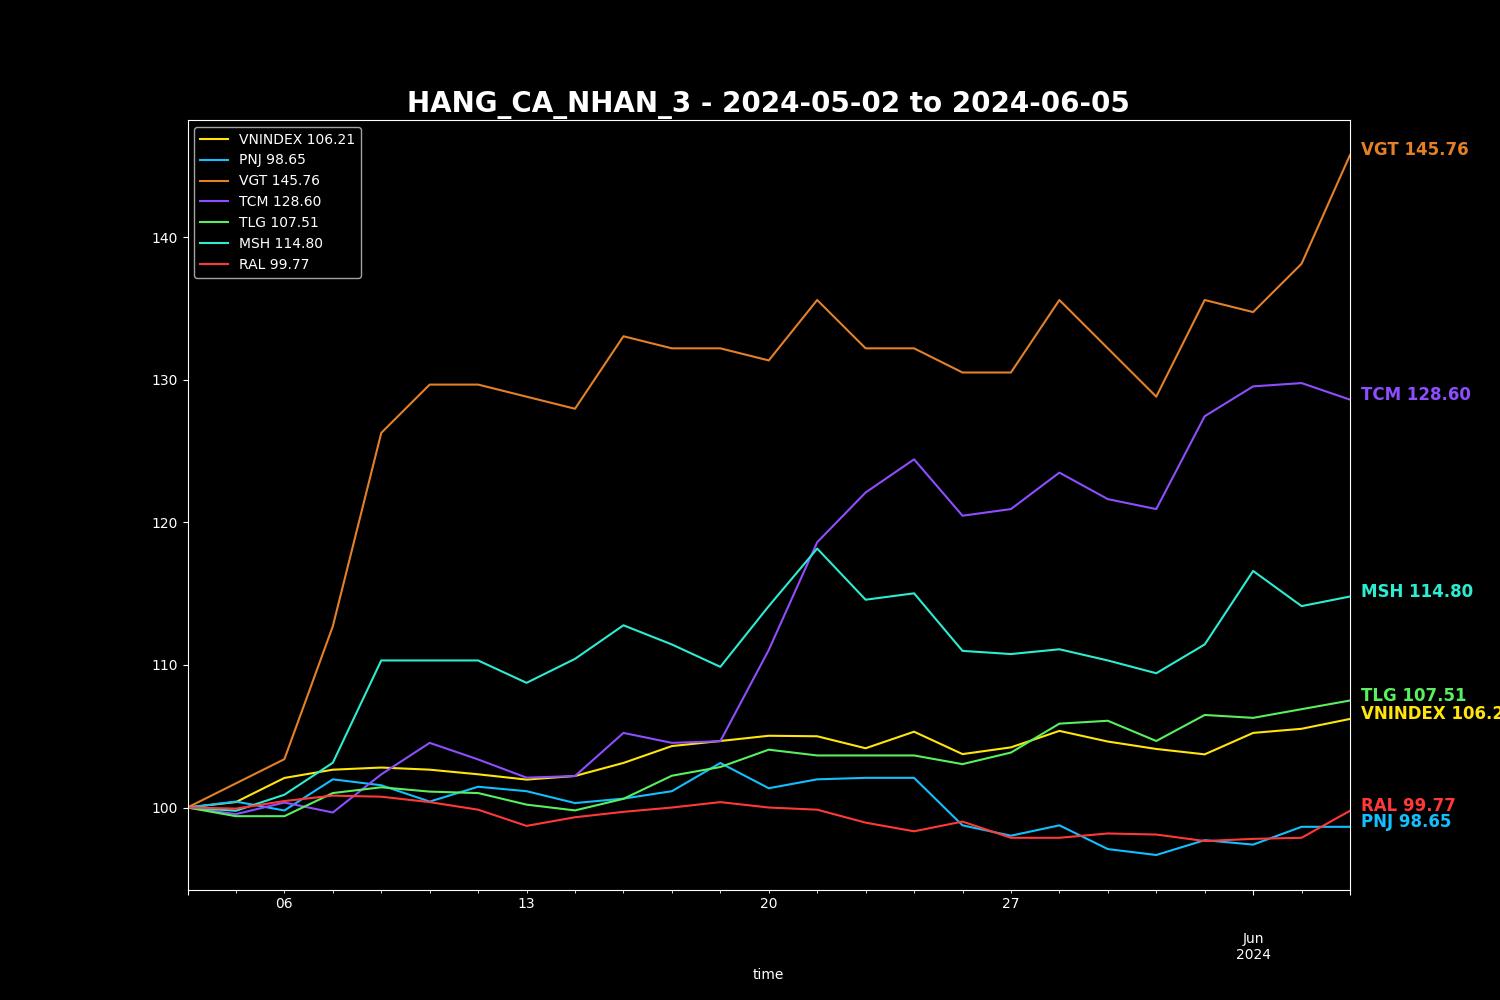 HANG_CA_NHAN_3 - 2024-05-02 to 2024-06-05
VNINDEX 106.21
PNJ 98.65
VGT 145.76
TCM 128.60
TLG 107.51
MSH 114.80
RAL 99.77
140
130
120
110
100
VGT 145.76
TCM 128.60
MSH 114.80
TLG 107.51
VNINDEX 106.2
RAL 99.77
PNJ 98.65
06 13 20 27
Jun
2024
time